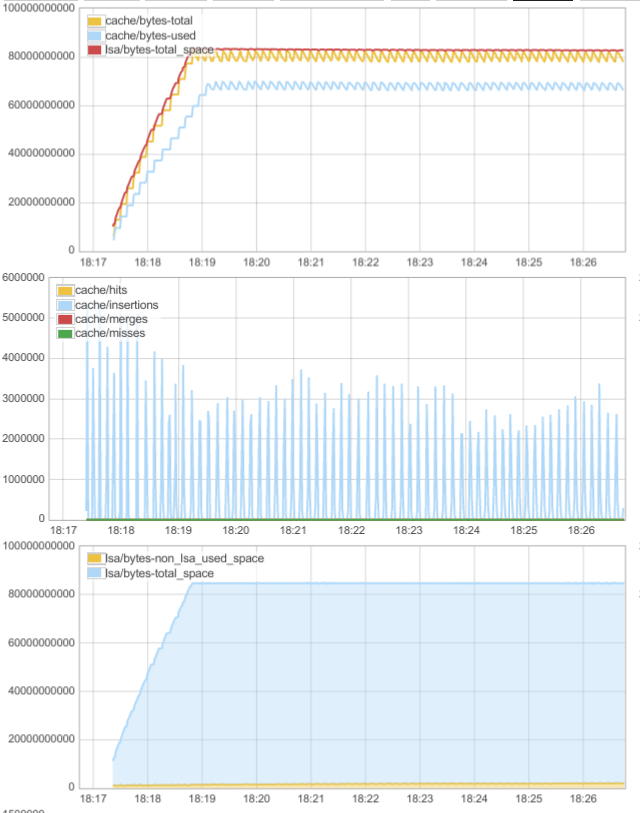 100000000000
cache/bytes-total
cache/bytes-used
lsa/bytes-total_space
80000000000
60000000000
40000000000
20000000000
0
18:17 18:18 18:19 18:20 18:21 18:22 18:23 18:24 18:25 18:26
6000000
cache/hits
cache/insertions
5000000
cache/merges
cache/misses
4000000
3000000
2000000
1000000
0
18:17 18:18 18:19 18:20 18:21 18:22 18:23 18:24 18:25 18:26
100000000000
lsa/bytes-non_lsa_used_space
lsa/bytes-total_space
80000000000
60000000000
40000000000
20000000000
0
18:17 18:18 18:19 18:20 18:21 18:22 18:23 18:24 18:25 18:26
1500000